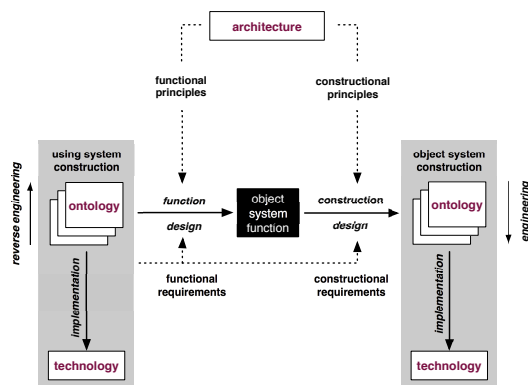 architecture
functional
principles
constructional
principles
using system
construction
object system
construction
reverse engineering
ontology
function
design
object
system
function
construction
design
ontology
engineering
functional
requirements
constructional
requirements
implementation
implementation
technology
technology